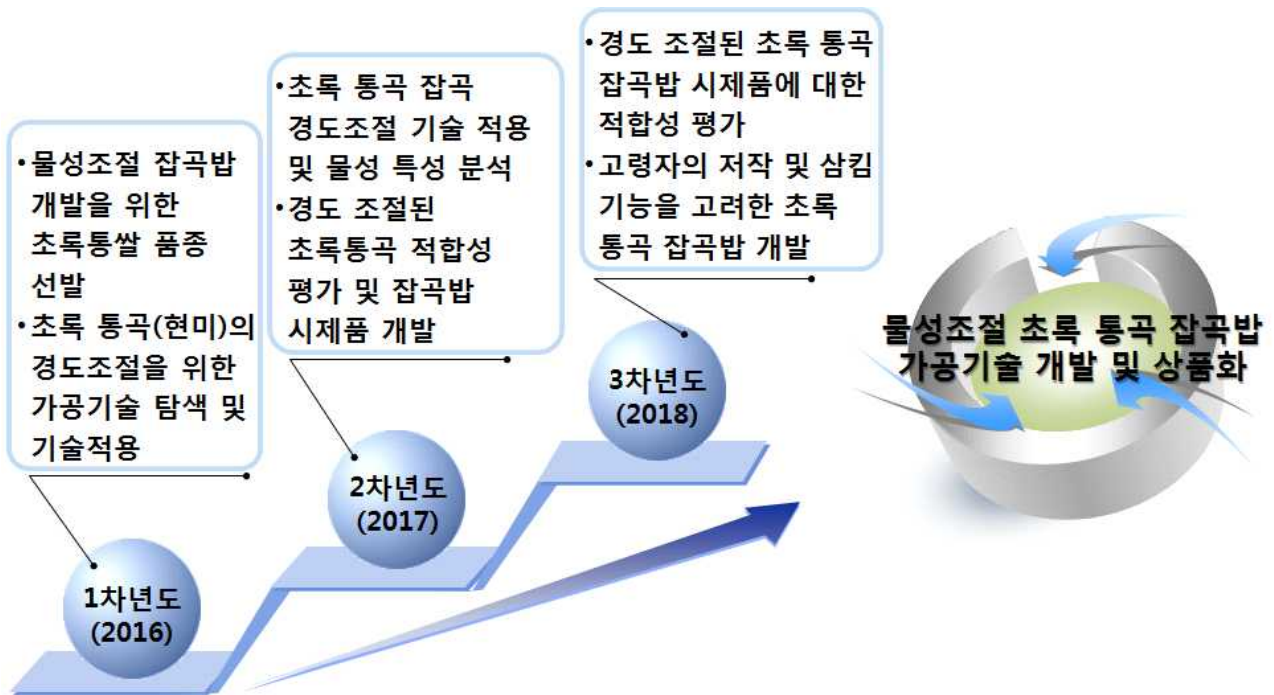 • 물성조절 잡곡밥
개발을 위한
초록통쌀 품종
선발
• 초록 통곡(현미)의
경도조절을 위한
가공기술 탐색 및
기술적용
1차년도
(2016)
• 초록 통곡 잡곡
경도조절 기술 적용
및 물성 특성 분석
• 경도 조절된
초록통곡 적합성
평가 및 잡곡밥
시제품 개발
2차년도
(2017)
• 경도 조절된 초록 통곡
잡곡밥 시제품에 대한
적합성 평가
• 고령자의 저작 및 삼킴
기능을 고려한 초록
통곡 잡곡밥 개발
3차년도
(2018)
물성조절 초록 통곡 잡곡밥
가공기술 개발 및 상품화